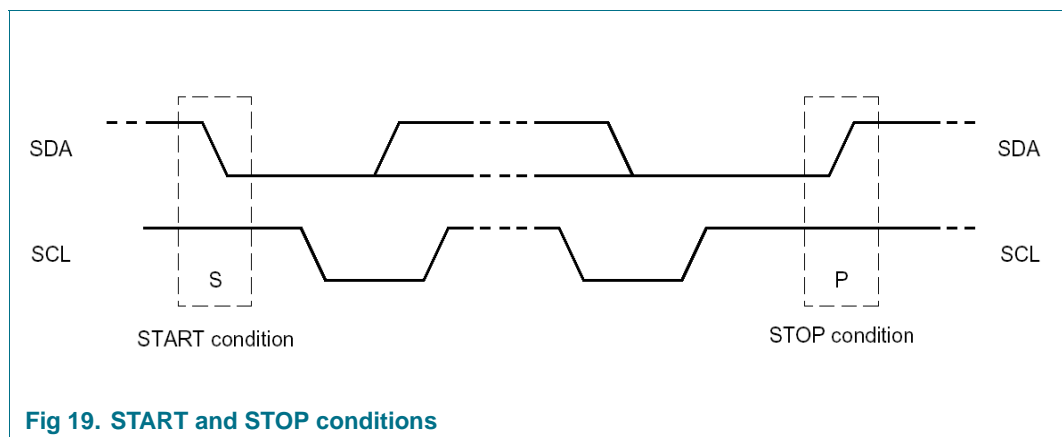 SDA
SDA
SCL
SCL
S
P
START condition
STOP condition
Fig 19. START and STOP conditions